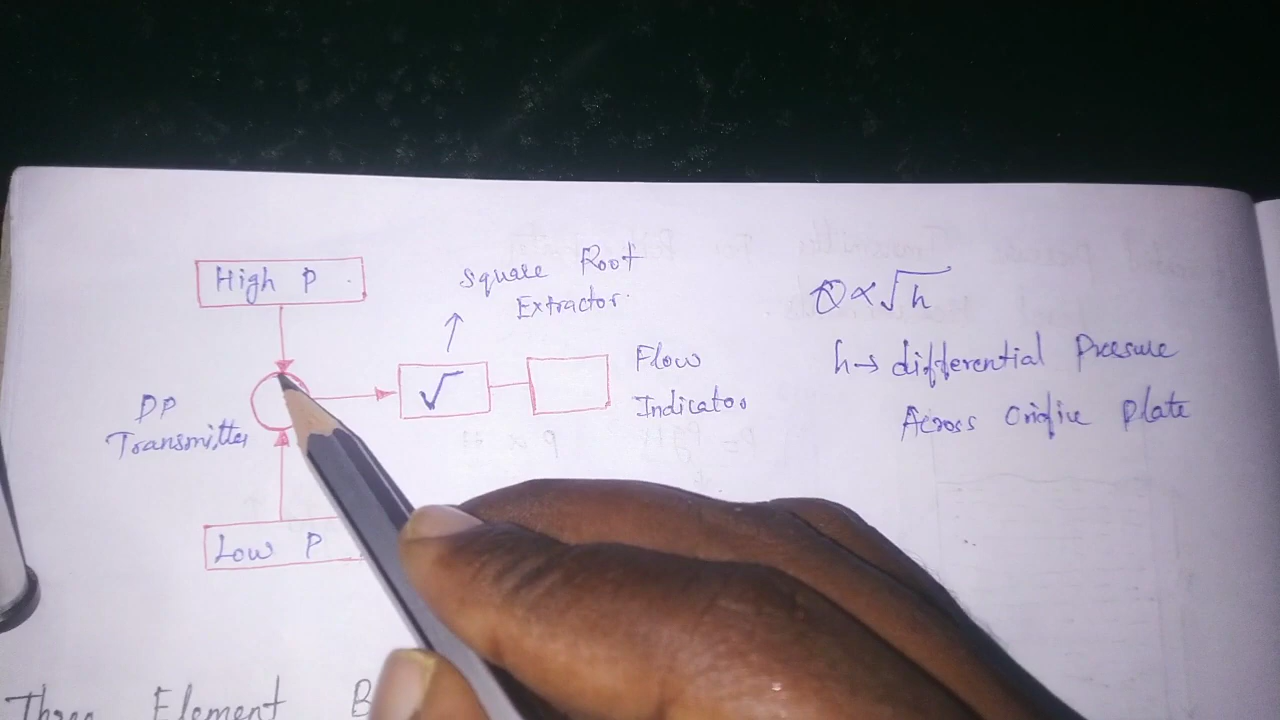 High P
Square Root
Extractor.
Q ∝ √h
h → differential Pressure
Across Orifice Plate
DP
Transmitter
√
Flow
Indicator
Low P
Three Element B